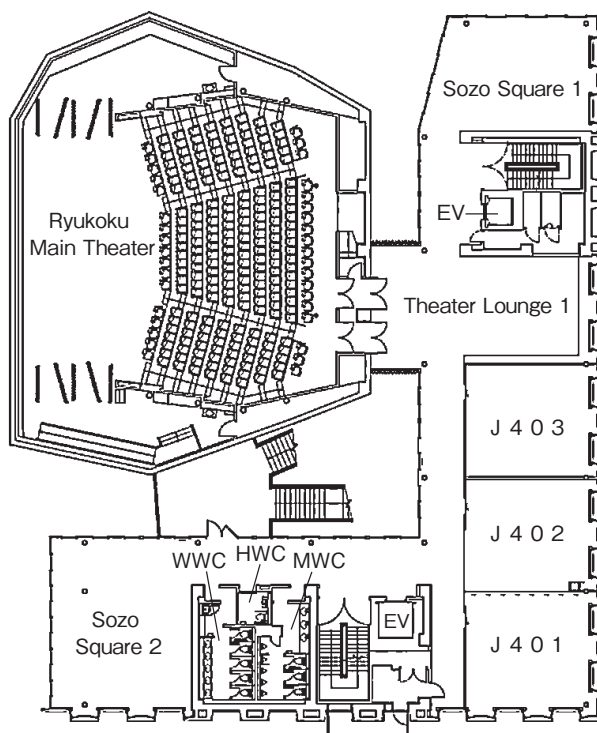 Sozo Square 1
EV
Ryukoku
Main Theater
Theater Lounge 1
J 4 0 3
J 4 0 2
WWC
HWC
MWC
Sozo
Square 2
EV
J 4 0 1